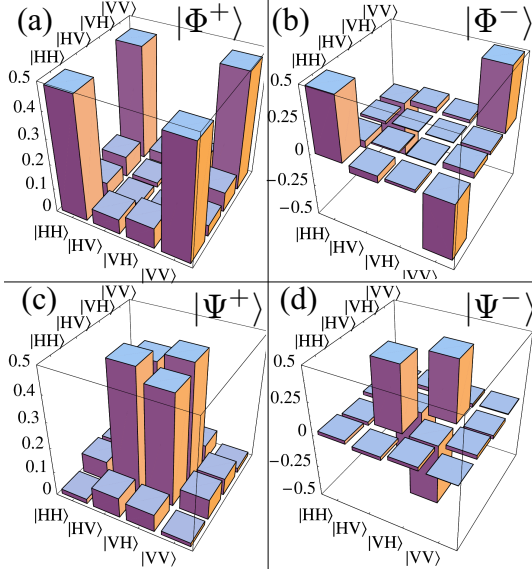 (a) |Φ⁺⟩
|VV⟩
|VH⟩
|HV⟩
|HH⟩
0.5
0.4
0.3
0.2
0.1
0
|HH⟩
|HV⟩
|VH⟩
|VV⟩
(b) |Φ⁻⟩
|VV⟩
|VH⟩
|HV⟩
|HH⟩
0.5
0.25
0
−0.25
−0.5
|HH⟩
|HV⟩
|VH⟩
|VV⟩
(c) |Ψ⁺⟩
|VV⟩
|VH⟩
|HV⟩
|HH⟩
0.5
0.4
0.3
0.2
0.1
0
|HH⟩
|HV⟩
|VH⟩
|VV⟩
(d) |Ψ⁻⟩
|VV⟩
|VH⟩
|HV⟩
|HH⟩
0.5
0.25
0
−0.25
−0.5
|HH⟩
|HV⟩
|VH⟩
|VV⟩